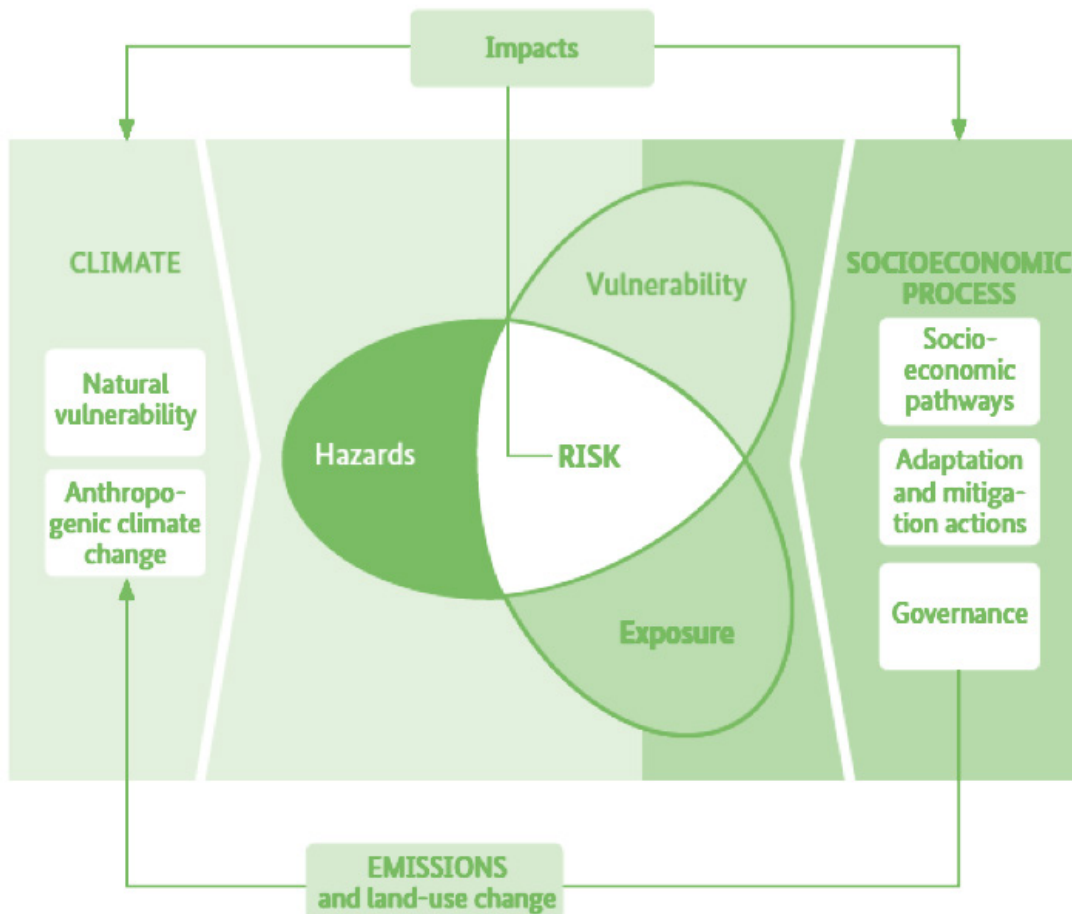 Impacts
CLIMATE
Natural
vulnerability
Anthropo-
genic climate
change
Hazards
RISK
Vulnerability
Exposure
SOCIOECONOMIC
PROCESS
Socio-
economic
pathways
Adaptation
and mitiga-
tion actions
Governance
EMISSIONS
and land-use change